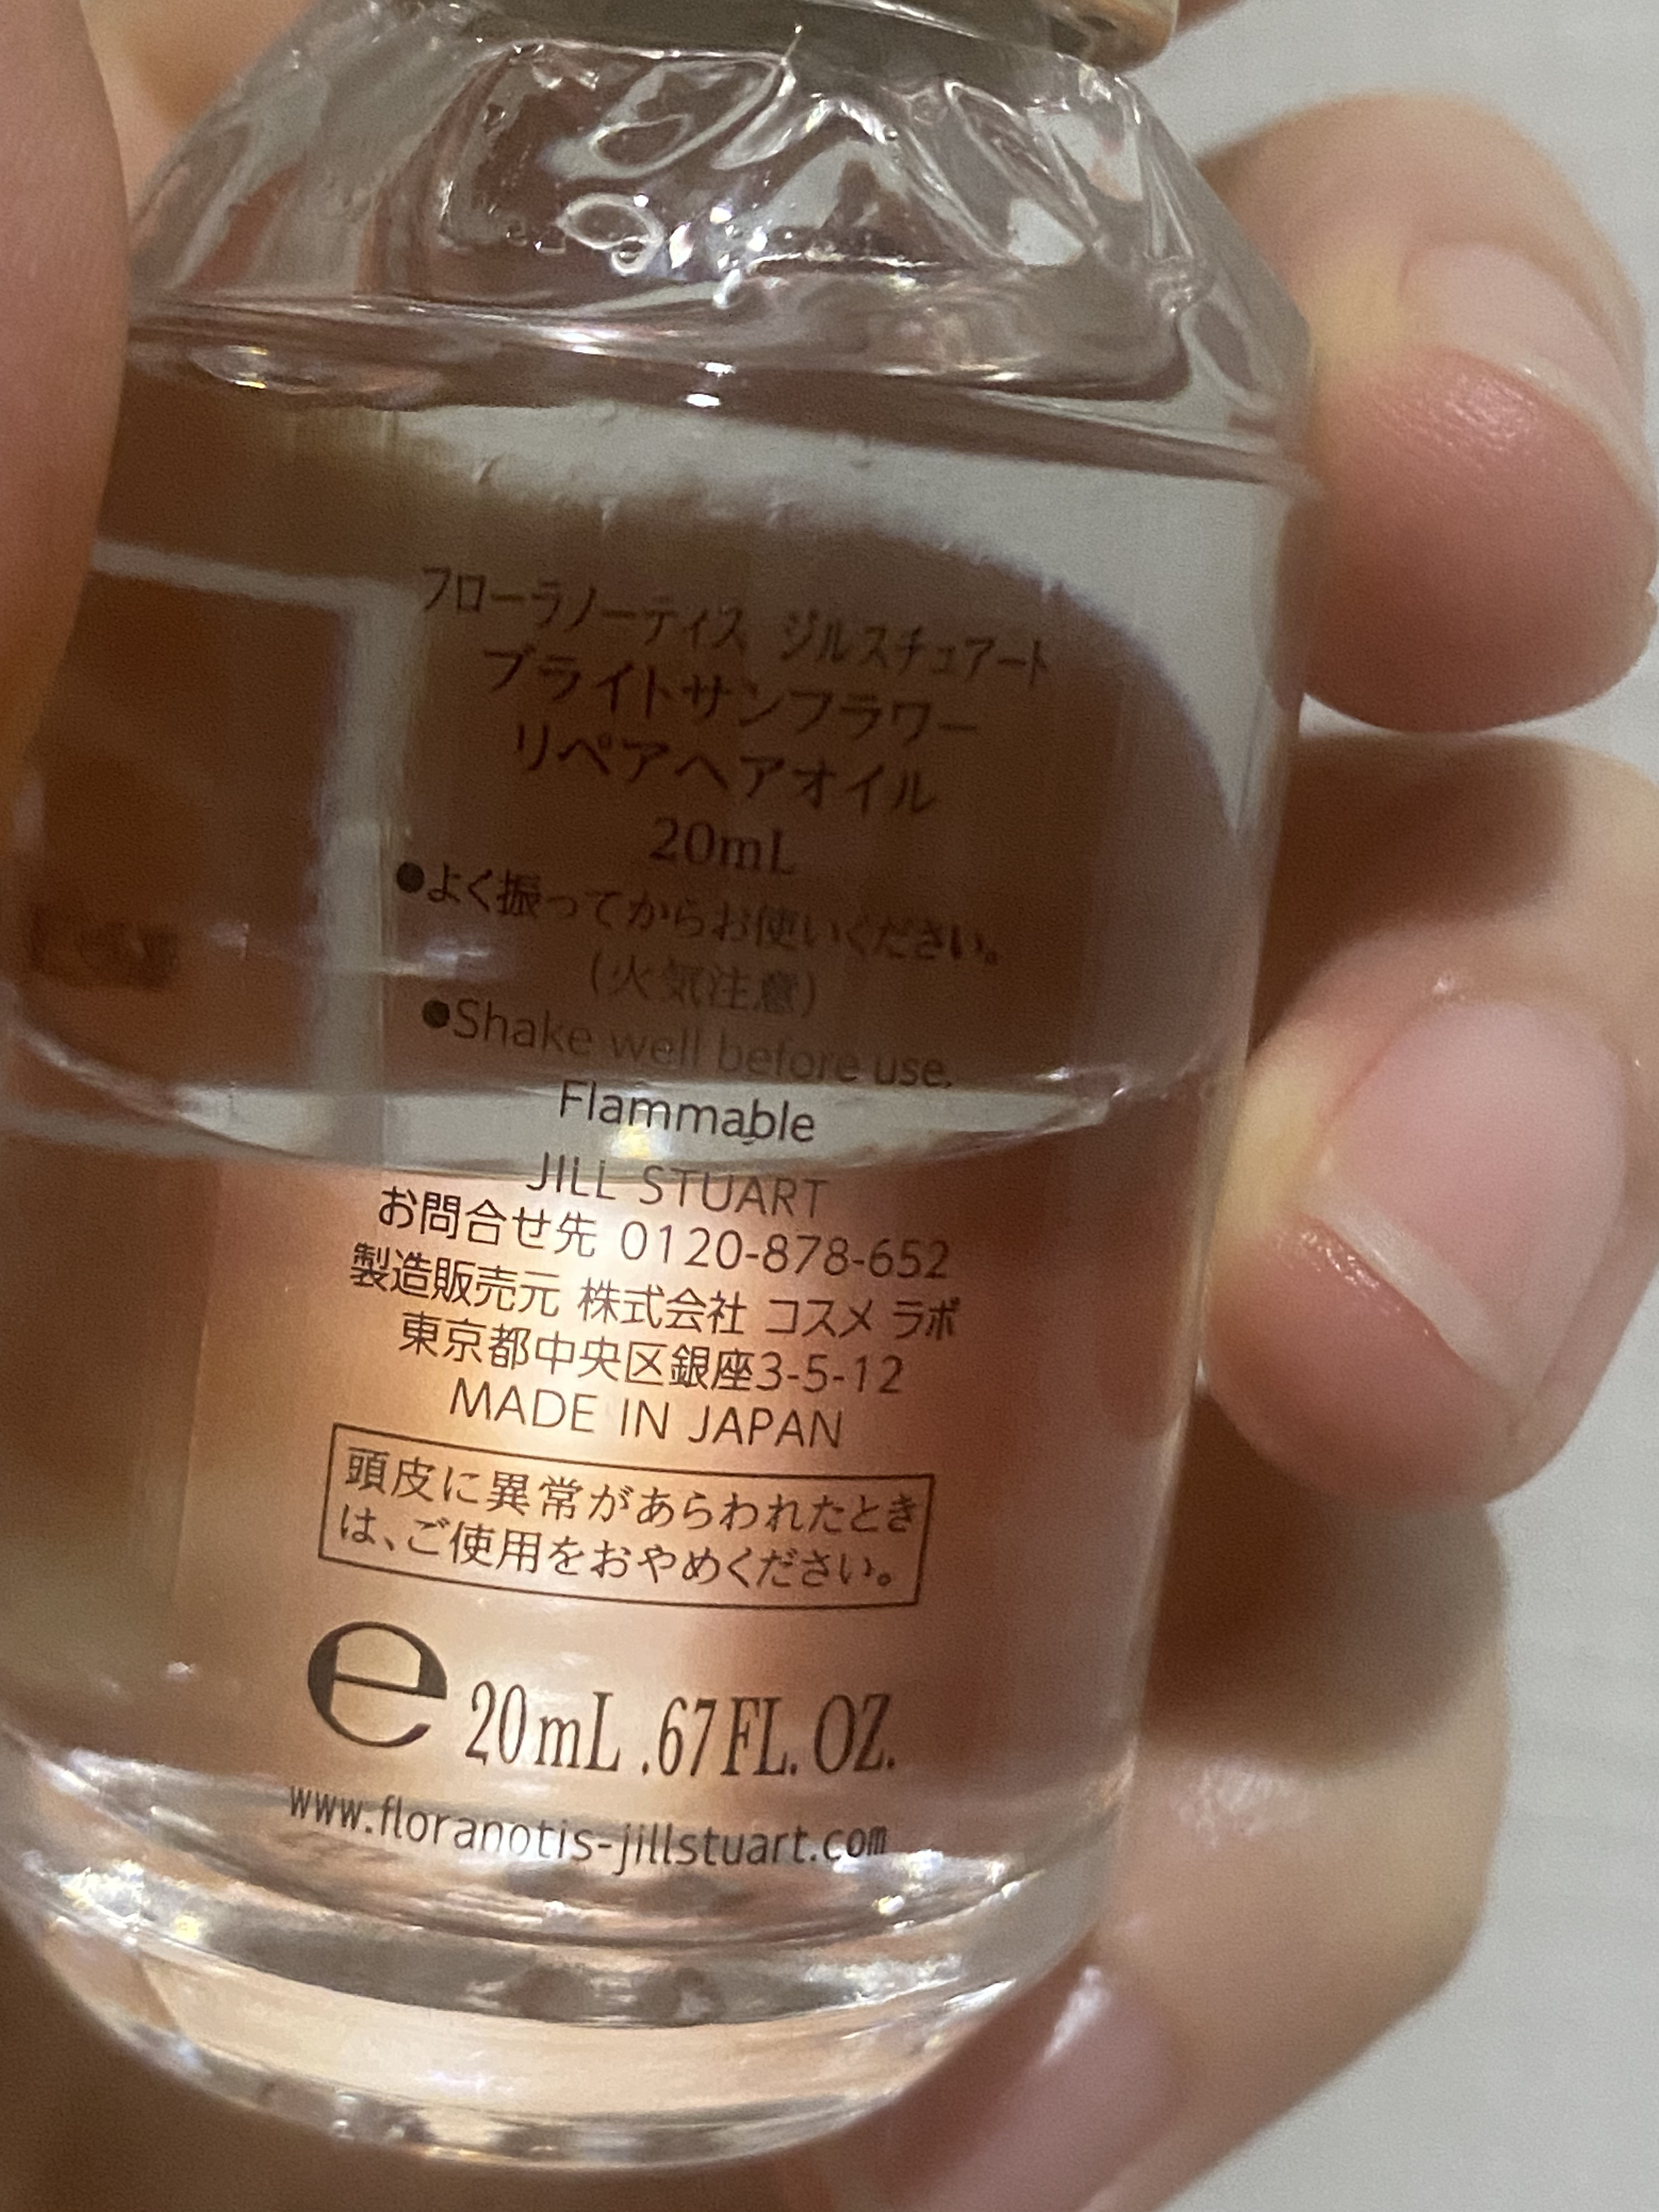 フローラノーティス ジルスチュアート
ブライトサンフラワー
リペアヘアオイル
20mL
●よく振ってからお使いください。
(火気注意)
●Shake well before use.
Flammable
JILL STUART
お問合せ先 0120-878-652
製造販売元 株式会社 コスメ ラボ
東京都中央区銀座3-5-12
MADE IN JAPAN
頭皮に異常があらわれたとき
は、ご使用をおやめください。
e 20mL .67FL. OZ.
www.floranotis-jillstuart.com